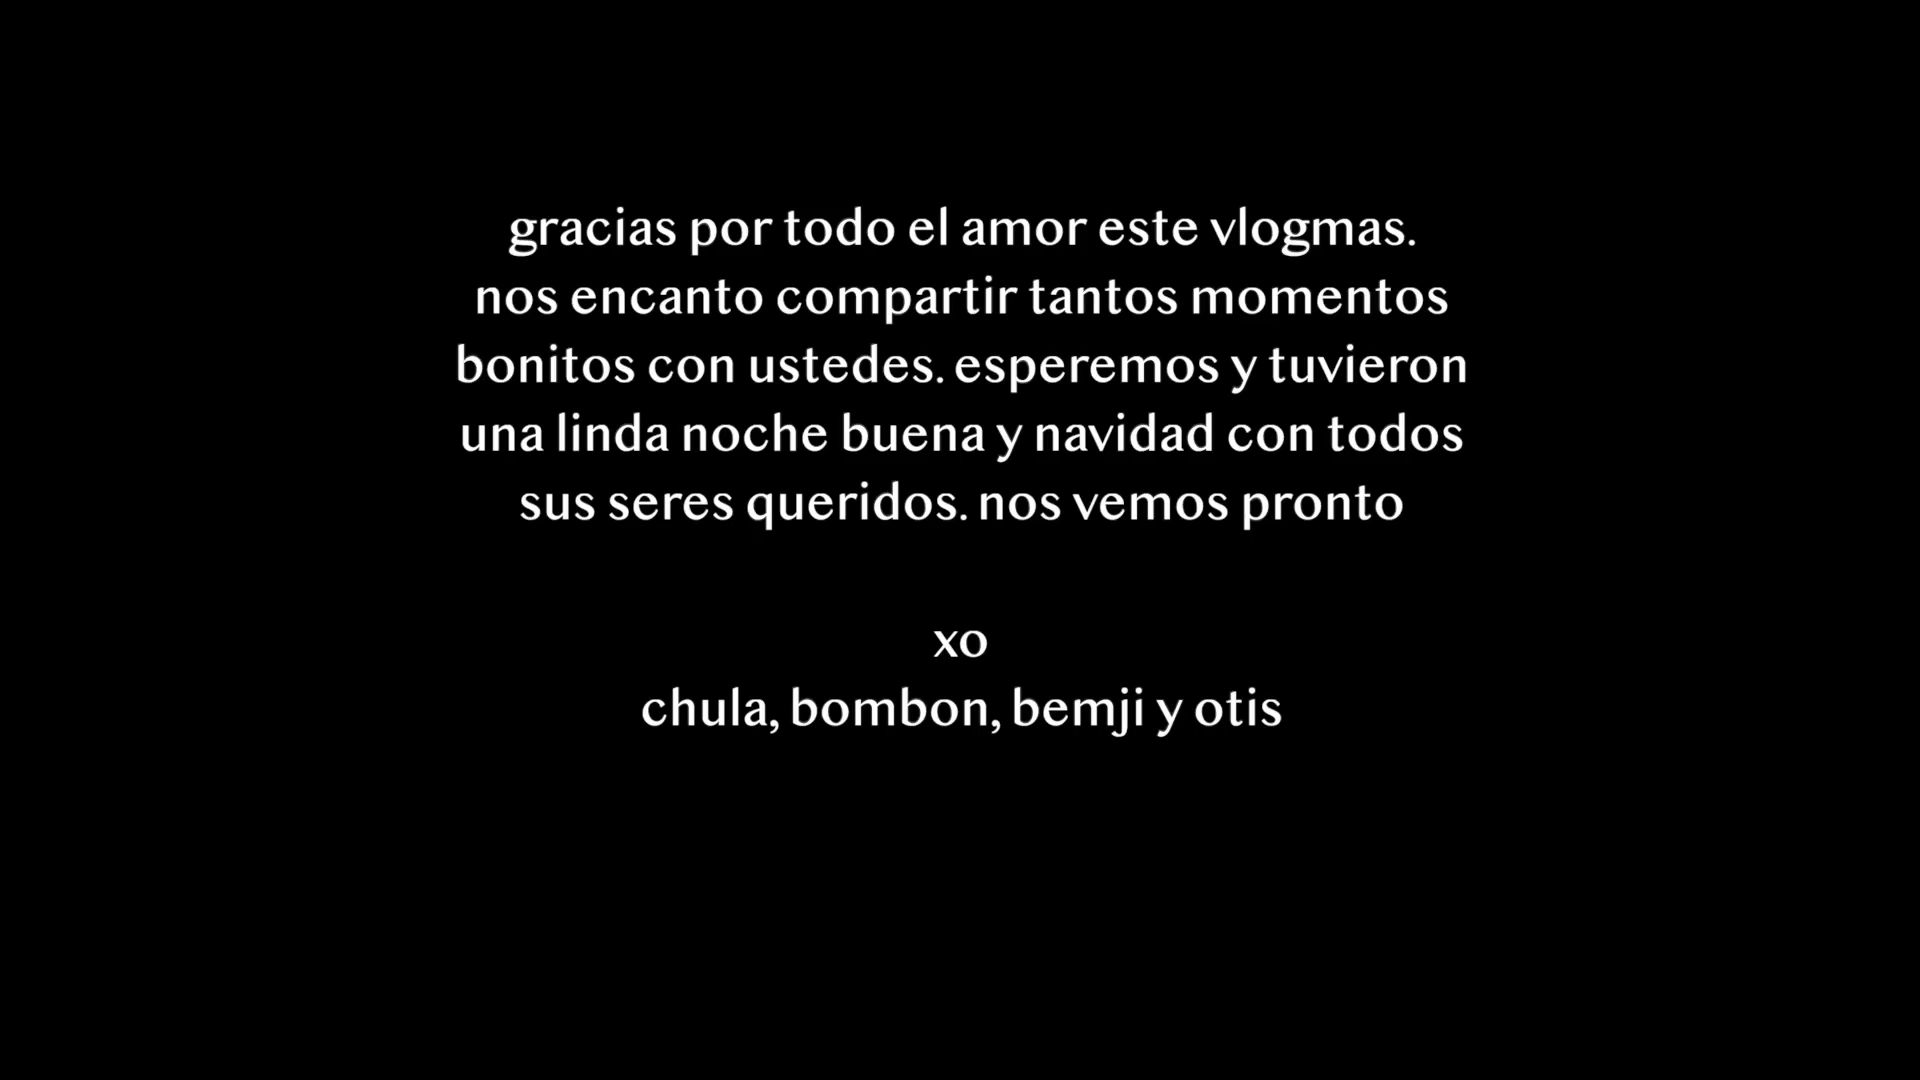 gracias por todo el amor este vlogmas.
nos encanto compartir tantos momentos
bonitos con ustedes. esperemos y tuvieron
una linda noche buena y navidad con todos
sus seres queridos. nos vemos pronto
xo
chula, bombon, bemji y otis